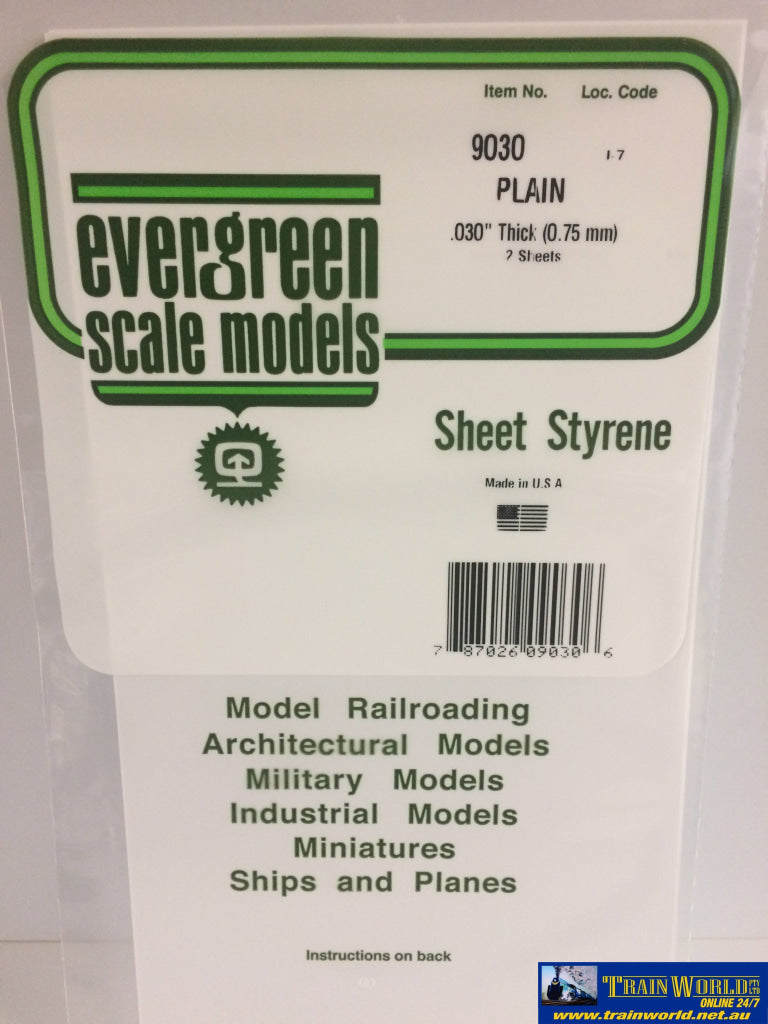 Item No. Loc. Code
9030 I-7
PLAIN
.030" Thick (0.75 mm)
2 Sheets
evergreen
scale models
Sheet Styrene
Made in U.S.A
7 87026 09030 6
Model Railroading
Architectural Models
Military Models
Industrial Models
Miniatures
Ships and Planes
Instructions on back
TRAIN WORLD
ONLINE 24/7
www.trainworld.net.au